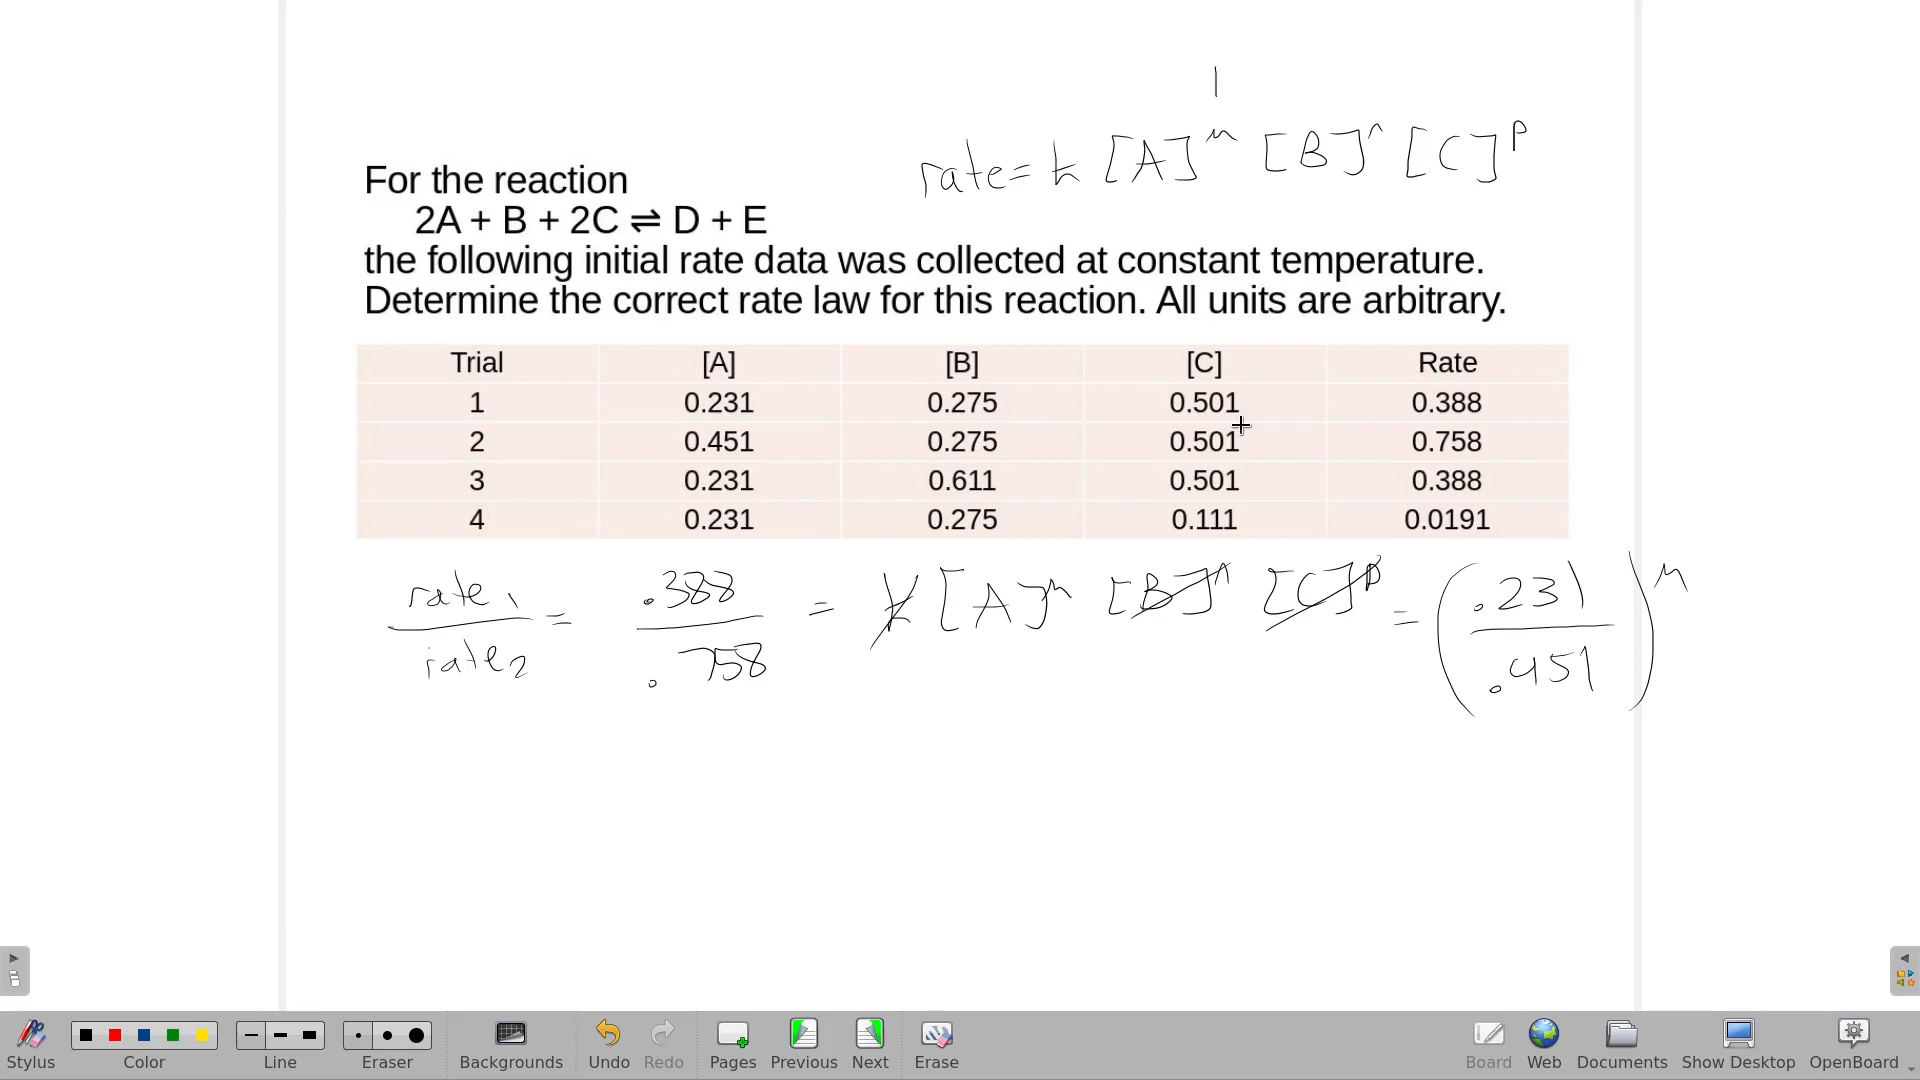 1
rate = k [A]^m [B]^n [C]^p
For the reaction
2A + B + 2C ⇌ D + E
the following initial rate data was collected at constant temperature.
Determine the correct rate law for this reaction. All units are arbitrary.
Trial [A] [B] [C] Rate
1 0.231 0.275 0.501 0.388
2 0.451 0.275 0.501 0.758
3 0.231 0.611 0.501 0.388
4 0.231 0.275 0.111 0.0191
rate1 / rate2 = .388 / .758 = k [A]^m [B]^n [C]^p = (.231 / .451)^m
Stylus Color Line Eraser Backgrounds Undo Redo Pages Previous Next Erase Board Web Documents Show Desktop OpenBoard